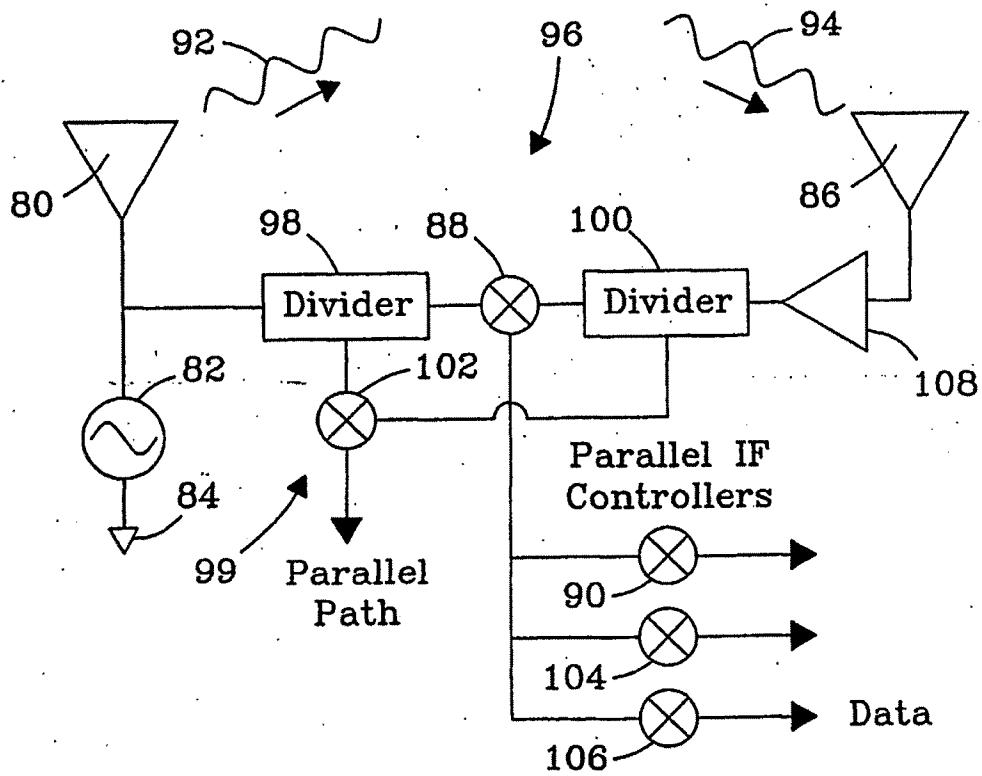 92
96
94
80
86
98
88
100
Divider
Divider
82
102
108
Parallel IF
Controllers
84
99
Parallel
Path
90
104
106
Data